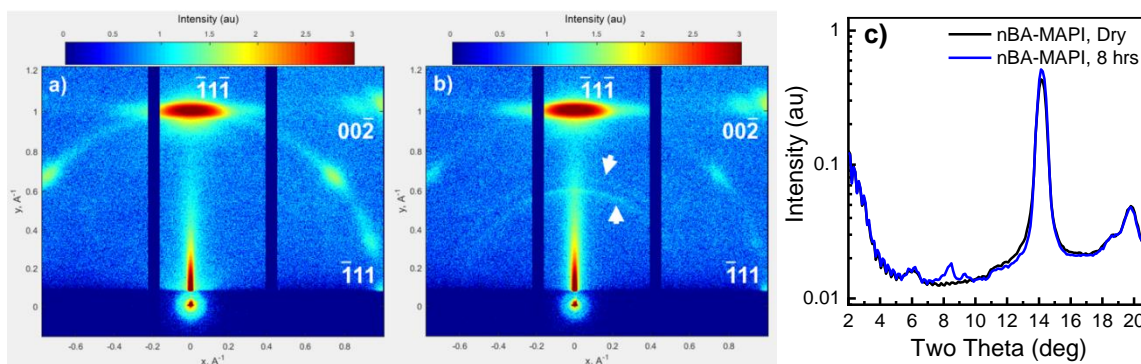 Intensity (au)
0 0.5 1 1.5 2 2.5 3
a)
1̅11̅
002̅
1̅11
1.2
1
0.8
0.6
0.4
0.2
0
y, A⁻¹
-0.6 -0.4 -0.2 0 0.2 0.4 0.6 0.8
x, A⁻¹
Intensity (au)
0 0.5 1 1.5 2 2.5 3
b)
1̅11̅
002̅
1̅11
1.2
1
0.8
0.6
0.4
0.2
0
y, A⁻¹
-0.6 -0.4 -0.2 0 0.2 0.4 0.6 0.8
x, A⁻¹
c)
nBA-MAPI, Dry
nBA-MAPI, 8 hrs
Intensity (au)
1
0.1
0.01
2 4 6 8 10 12 14 16 18 20
Two Theta (deg)